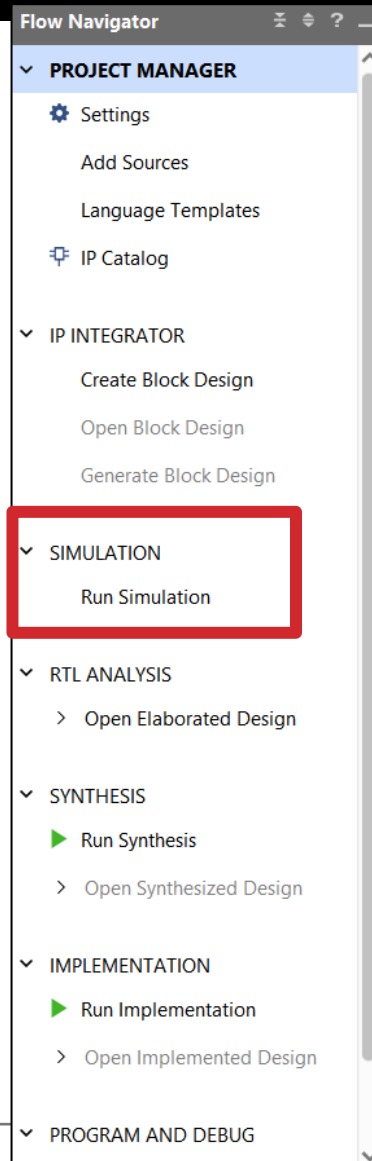 Flow Navigator ?
PROJECT MANAGER
Settings
Add Sources
Language Templates
IP Catalog
IP INTEGRATOR
Create Block Design
Open Block Design
Generate Block Design
SIMULATION
Run Simulation
RTL ANALYSIS
Open Elaborated Design
SYNTHESIS
Run Synthesis
Open Synthesized Design
IMPLEMENTATION
Run Implementation
Open Implemented Design
PROGRAM AND DEBUG